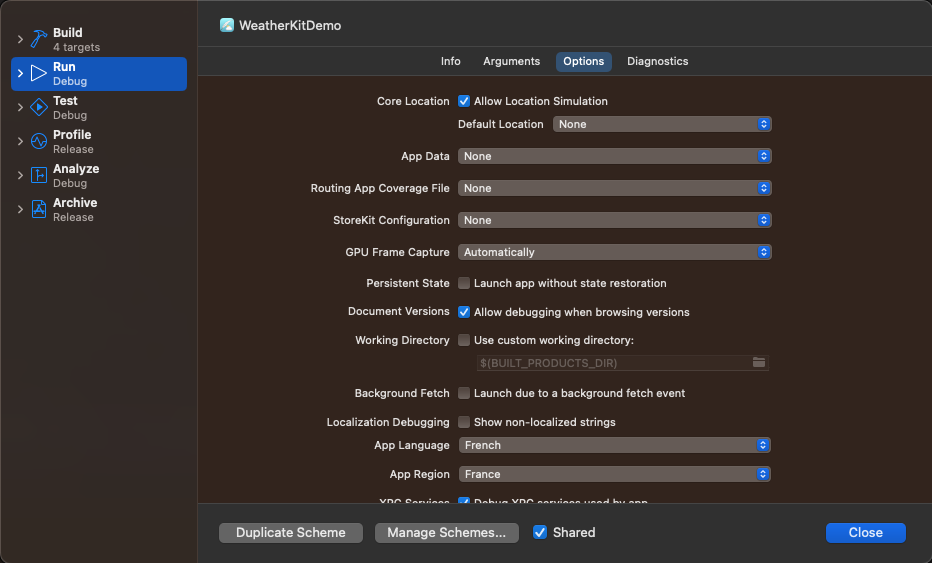 WeatherKitDemo
Build
4 targets
Run
Debug
Test
Debug
Profile
Release
Analyze
Debug
Archive
Release
Info Arguments Options Diagnostics
Core Location Allow Location Simulation
Default Location None
App Data None
Routing App Coverage File None
StoreKit Configuration None
GPU Frame Capture Automatically
Persistent State Launch app without state restoration
Document Versions Allow debugging when browsing versions
Working Directory Use custom working directory:
$(BUILT_PRODUCTS_DIR)
Background Fetch Launch due to a background fetch event
Localization Debugging Show non-localized strings
App Language French
App Region France
XPC Services Debug XPC services used by app
Duplicate Scheme Manage Schemes... Shared Close